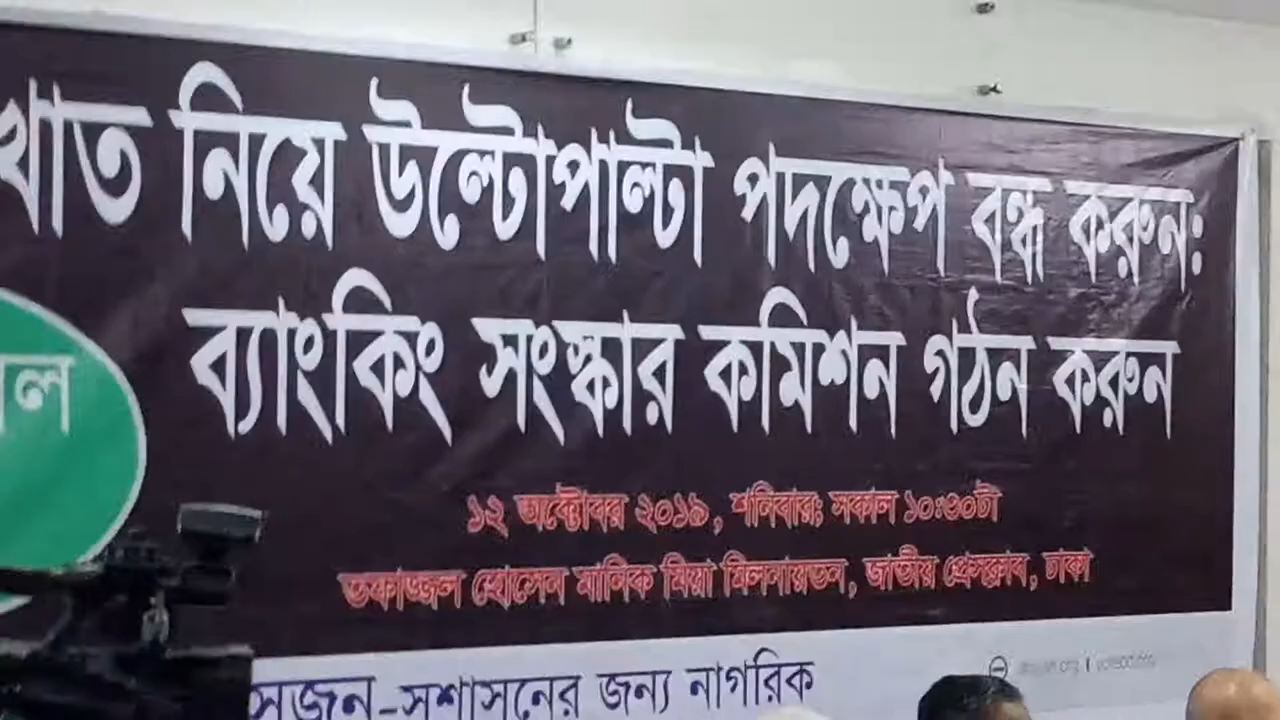 খাত নিয়ে উল্টোপাল্টা পদক্ষেপ বন্ধ করুন:
ব্যাংকিং সংস্কার কমিশন গঠন করুন
১২ অক্টোবর ২০১৯, শনিবার; সকাল ১০:৩০টা
তফাজ্জল হোসেন মানিক মিয়া মিলনায়তন, জাতীয় প্রেসক্লাব, ঢাকা
সুজন-সুশাসনের জন্য নাগরিক